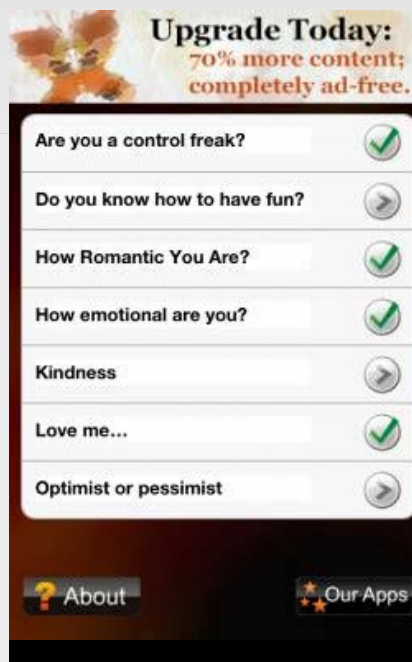 Upgrade Today:
70% more content;
completely ad-free.
Are you a control freak?
Do you know how to have fun?
How Romantic You Are?
How emotional are you?
Kindness
Love me...
Optimist or pessimist
? About
Our Apps